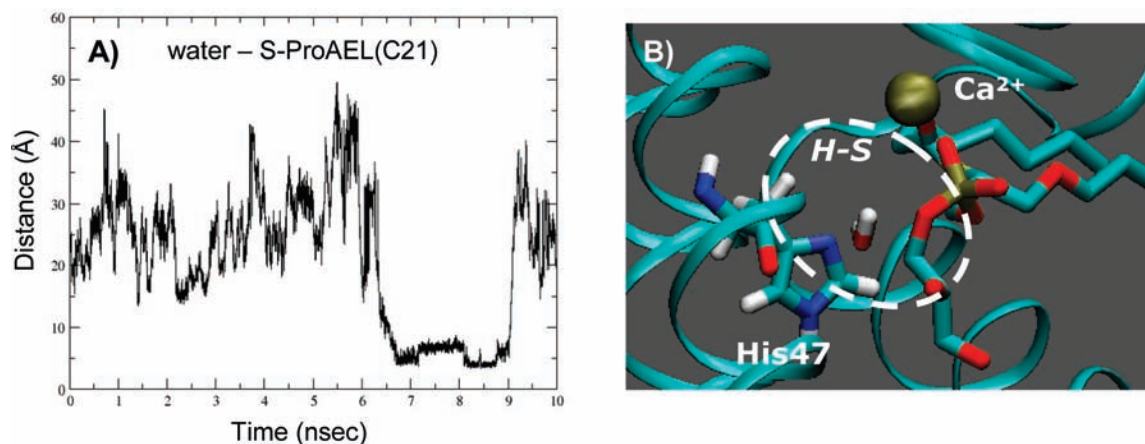 A)
water – S-ProAEL(C21)
60
50
40
30
20
10
0
Distance (Å)
0 1 2 3 4 5 6 7 8 9 10
Time (nsec)
B)
Ca²⁺
H-S
His47